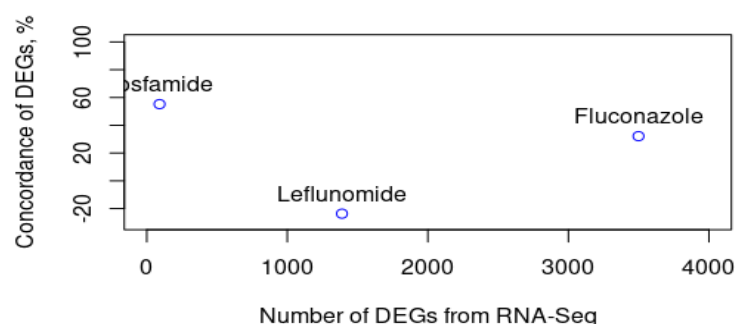 Concordance of DEGs, %
100
60
20
-20
osfamide
Fluconazole
Leflunomide
0
1000
2000
3000
4000
Number of DEGs from RNA-Seq